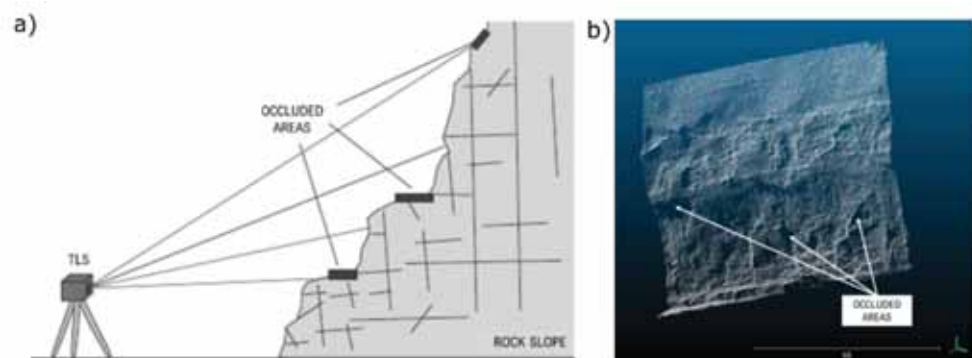 a)
OCCLUDED
AREAS
TLS
ROCK SLOPE
b)
OCCLUDED
AREAS